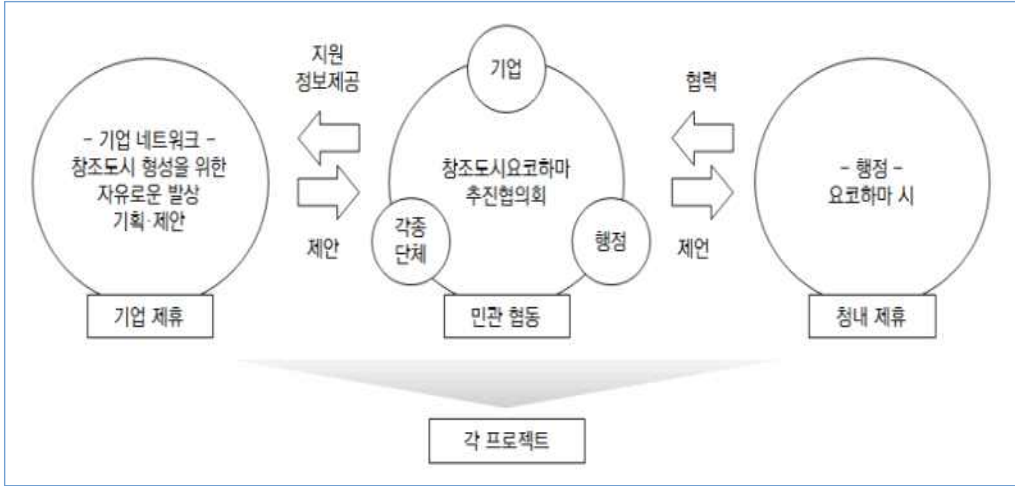 지원
정보제공
기업
협력
- 기업 네트워크 -
창조도시 형성을 위한
자유로운 발상
기획·제안
창조도시요코하마
추진협의회
- 행정 -
요코하마 시
제안
각종
단체
행정
제언
기업 제휴
민관 협동
청내 제휴
각 프로젝트